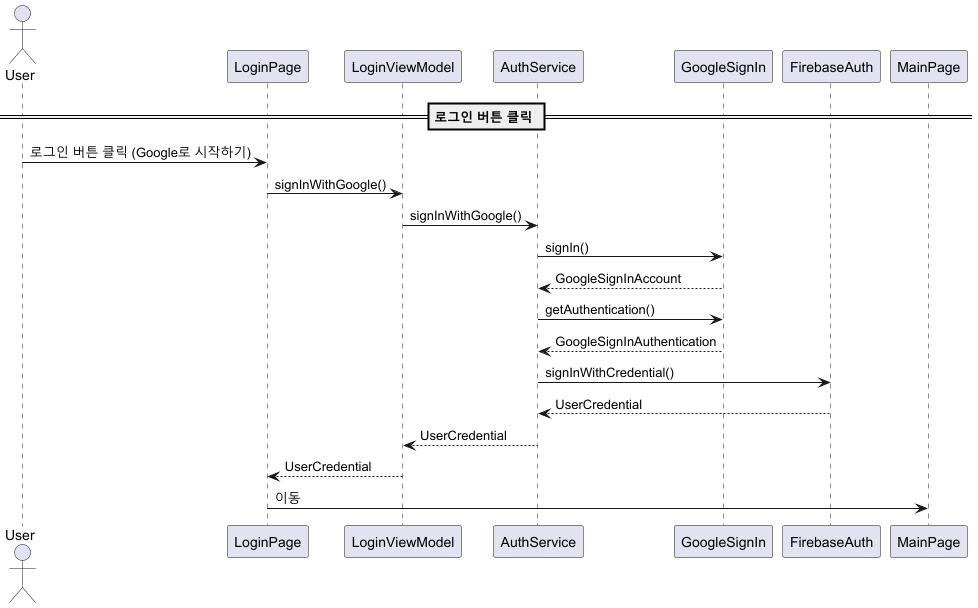 User
LoginPage
LoginViewModel
AuthService
GoogleSignIn
FirebaseAuth
MainPage
로그인 버튼 클릭
로그인 버튼 클릭 (Google로 시작하기)
signInWithGoogle()
signInWithGoogle()
signIn()
GoogleSignInAccount
getAuthentication()
GoogleSignInAuthentication
signInWithCredential()
UserCredential
UserCredential
UserCredential
이동
User
LoginPage
LoginViewModel
AuthService
GoogleSignIn
FirebaseAuth
MainPage